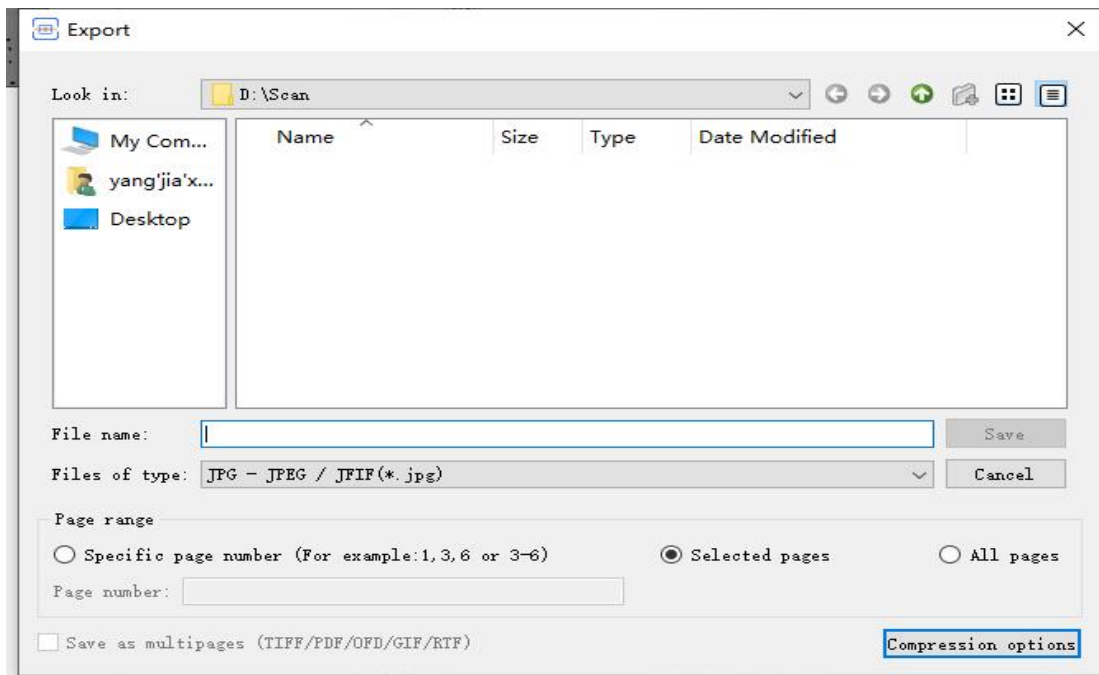 Export
Look in: D:\Scan
Name Size Type Date Modified
My Com...
yang'jia'x...
Desktop
File name: Save
Files of type: JPG - JPEG / JFIF(*.jpg) Cancel
Page range
Specific page number (For example:1,3,6 or 3-6) Selected pages All pages
Page number:
Save as multipages (TIFF/PDF/OFD/GIF/RTF) Compression options